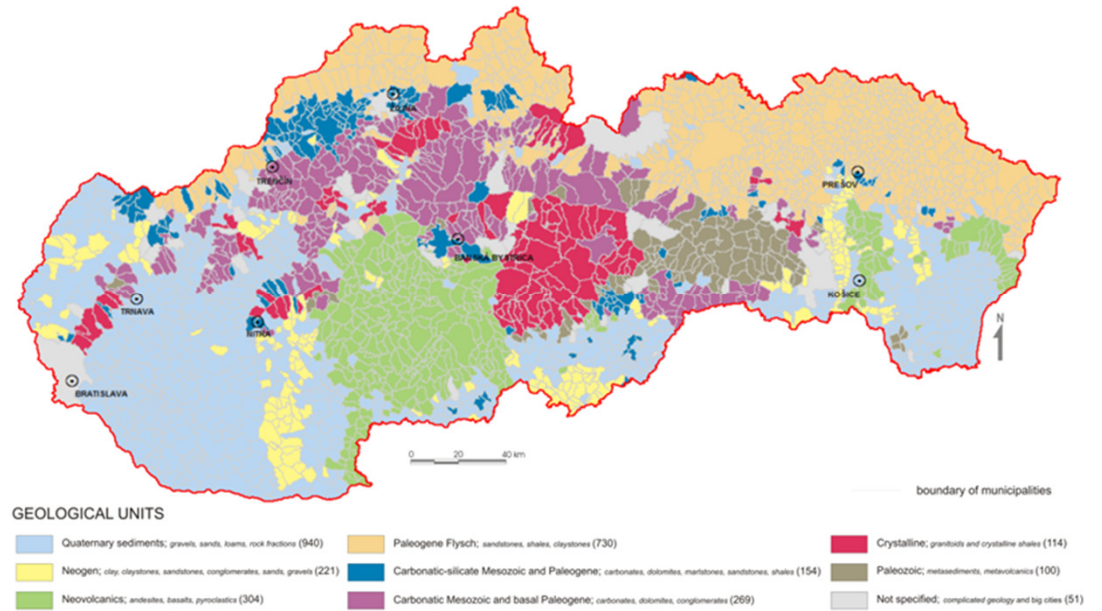 ŽILINA
TRENČÍN
PREŠOV
BANSKÁ BYSTRICA
KOŠICE
TRNAVA
NITRA
N
BRATISLAVA
0 20 40 km
boundary of municipalities
GEOLOGICAL UNITS
Quaternary sediments; gravels, sands, loams, rock fractions (940)
Paleogene Flysch; sandstones, shales, claystones (730)
Crystalline; granitoids and crystalline shales (114)
Neogen; clay, claystones, sandstones, conglomerates, sands, gravels (221)
Carbonatic-silicate Mesozoic and Paleogene; carbonates, dolomites, marlstones, sandstones, shales (154)
Paleozoic; metasediments, metavolcanics (100)
Neovolcanics; andesites, basalts, pyroclastics (304)
Carbonatic Mesozoic and basal Paleogene; carbonates, dolomites, conglomerates (269)
Not specified; complicated geology and big cities (51)